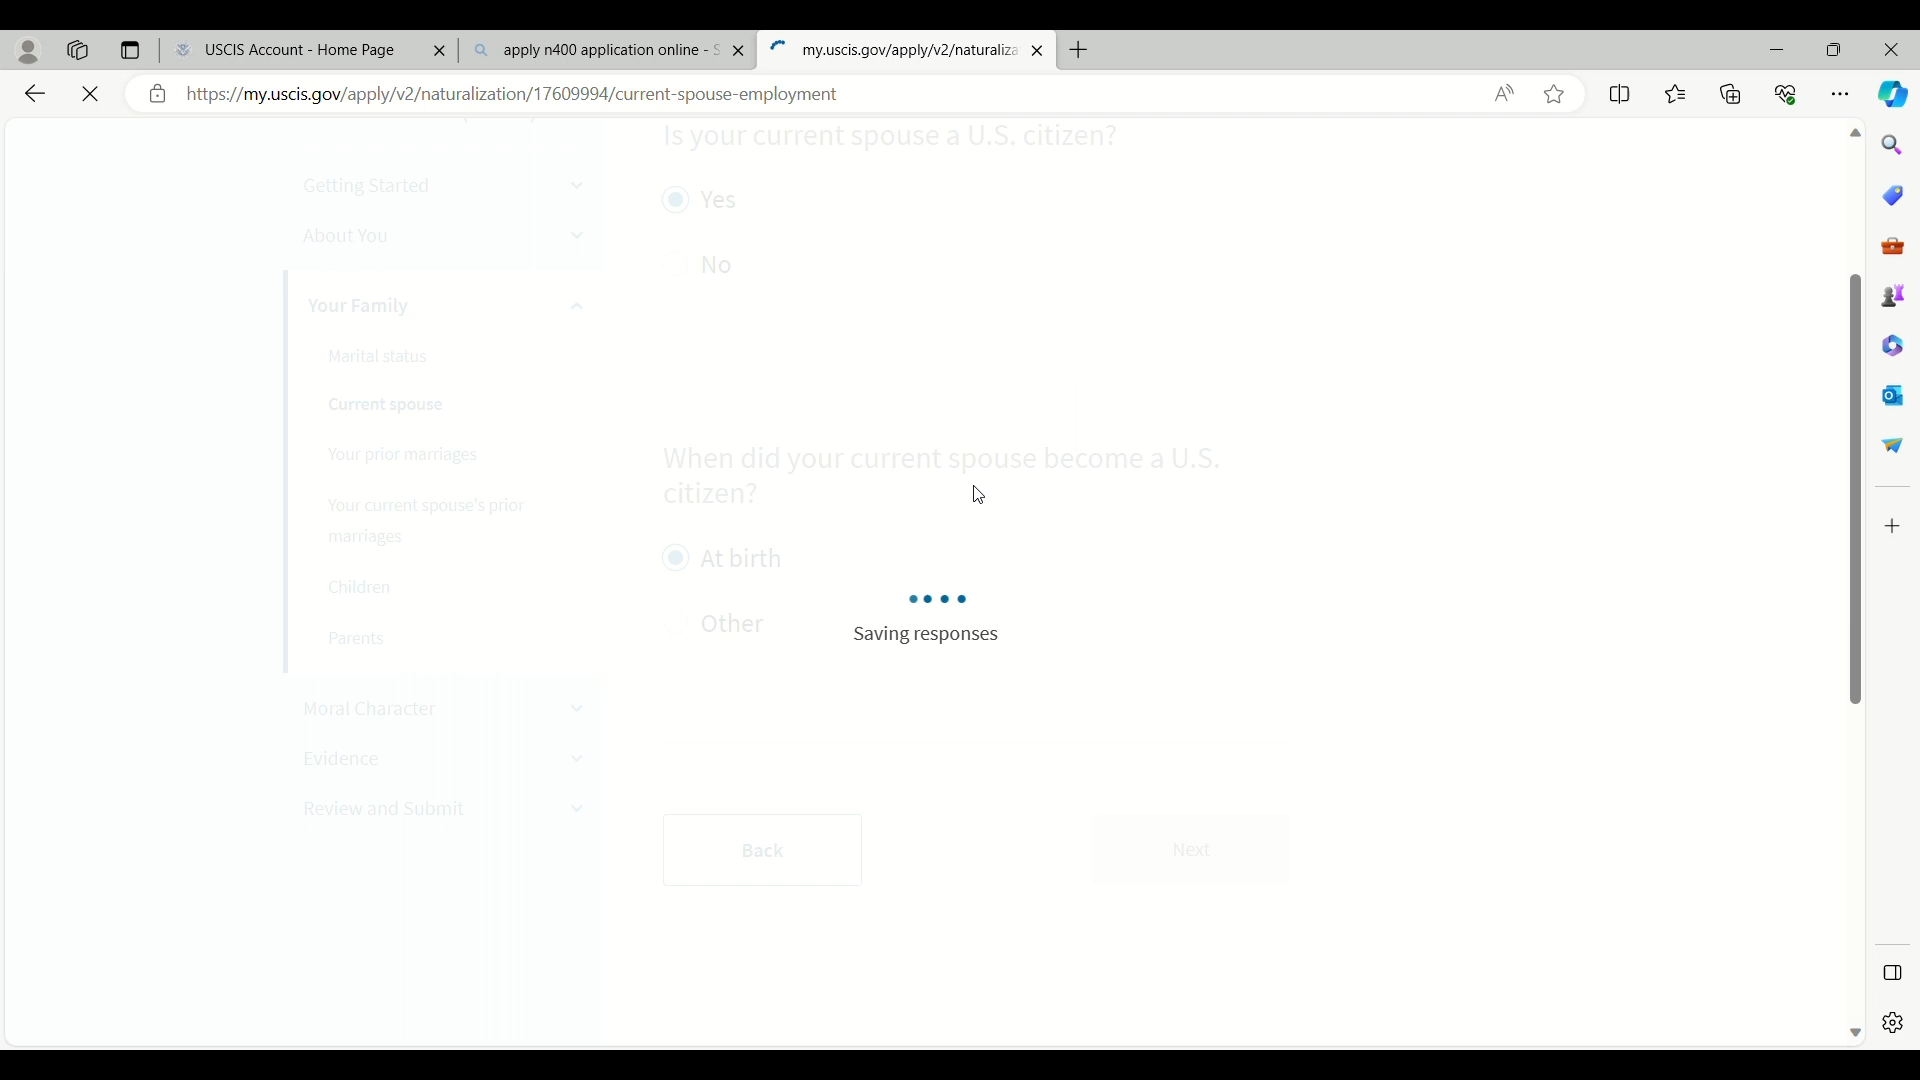 USCIS Account - Home Page
apply n400 application online - S
my.uscis.gov/apply/v2/naturaliza
https://my.uscis.gov/apply/v2/naturalization/17609994/current-spouse-employment
Getting Started
About You
Your Family
Marital status
Current spouse
Your prior marriages
Your current spouse's prior
marriages
Children
Parents
Moral Character
Evidence
Review and Submit
Is your current spouse a U.S. citizen?
Yes
No
When did your current spouse become a U.S.
citizen?
At birth
Other
Saving responses
Back
Next